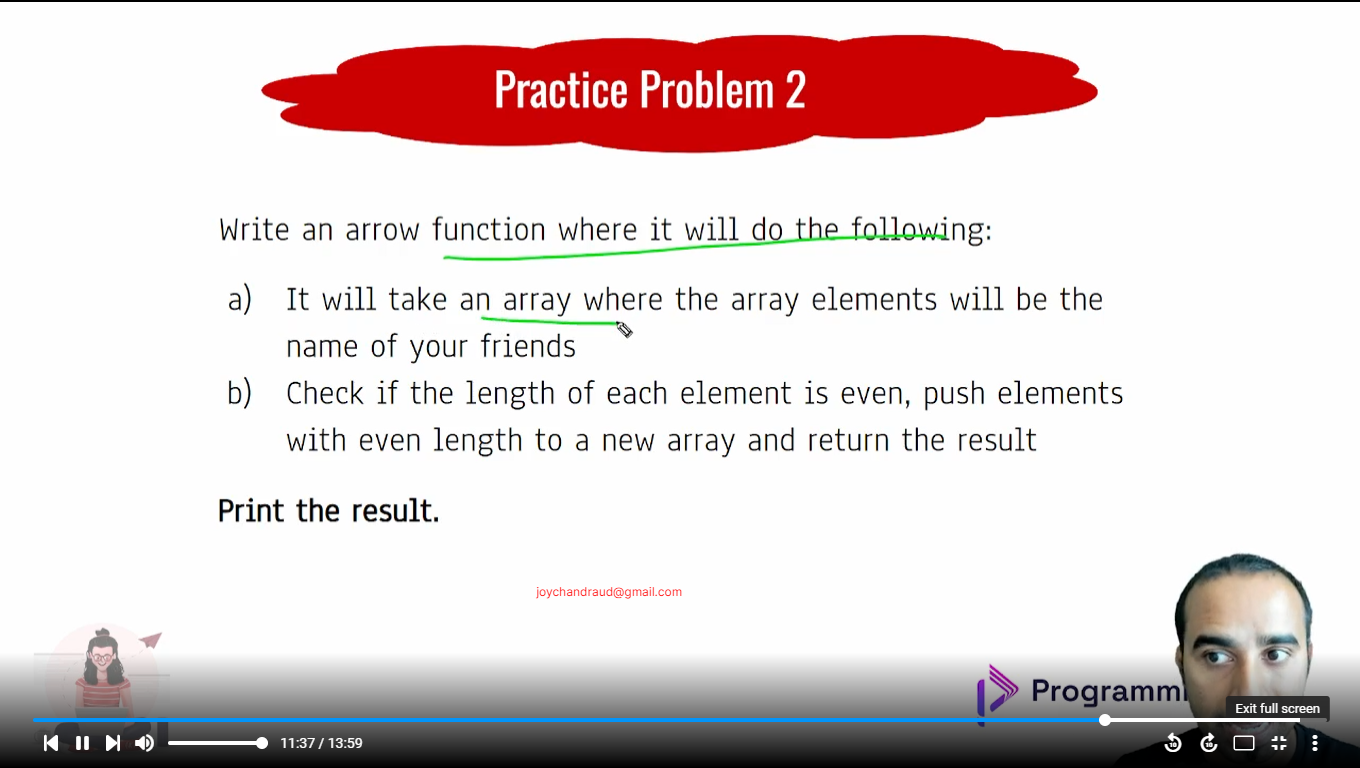 Practice Problem 2
Write an arrow function where it will do the following:
a) It will take an array where the array elements will be the
name of your friends
b) Check if the length of each element is even, push elements
with even length to a new array and return the result
Print the result.
joychandraud@gmail.com
Programmi
Exit full screen
11:37 / 13:59
10 10